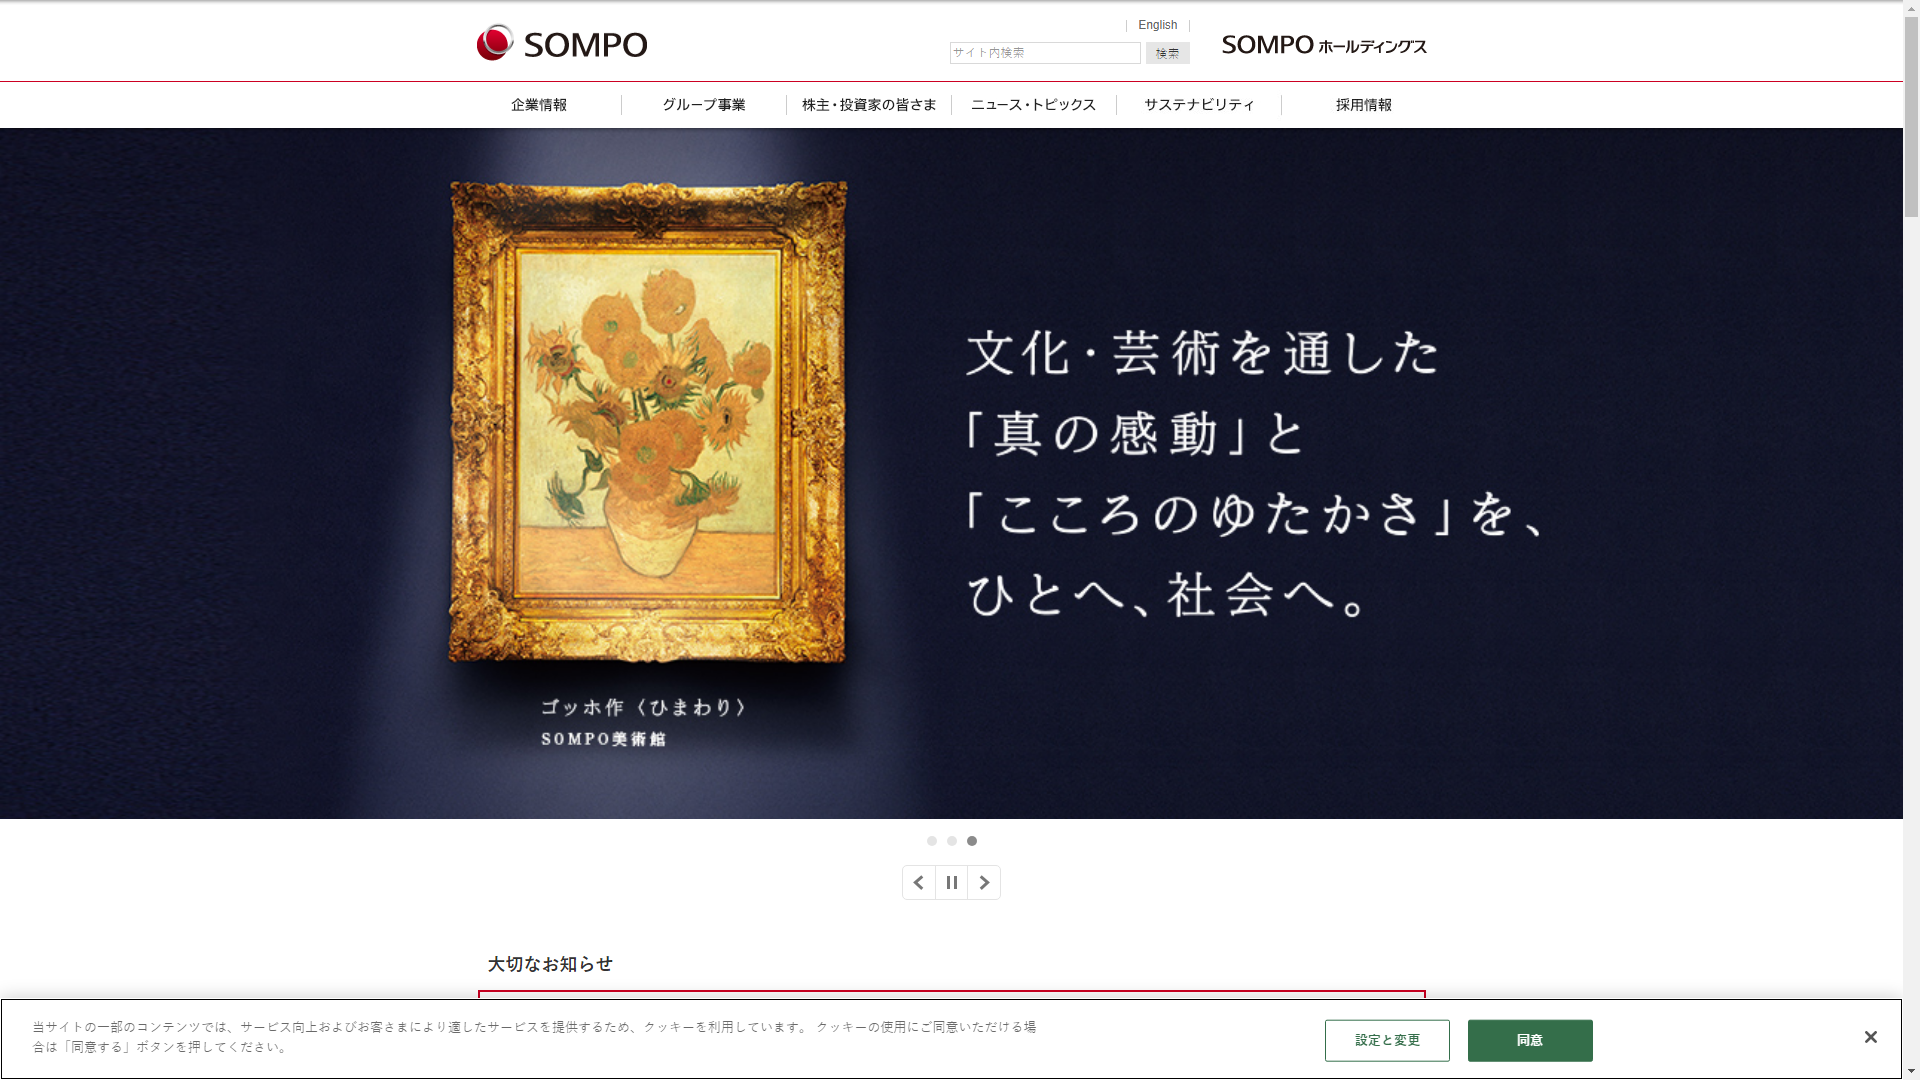 SOMPO
English
サイト内検索
検索
SOMPO ホールディングス
企業情報
グループ事業
株主・投資家の皆さま
ニュース・トピックス
サステナビリティ
採用情報
文化・芸術を通した
「真の感動」と
「こころのゆたかさ」を、
ひとへ、社会へ。
ゴッホ作〈ひまわり〉
SOMPO美術館
大切なお知らせ
当サイトの一部のコンテンツでは、サービス向上およびお客さまにより適したサービスを提供するため、クッキーを利用しています。 クッキーの使用にご同意いただける場
合は「同意する」ボタンを押してください。
設定と変更
同意